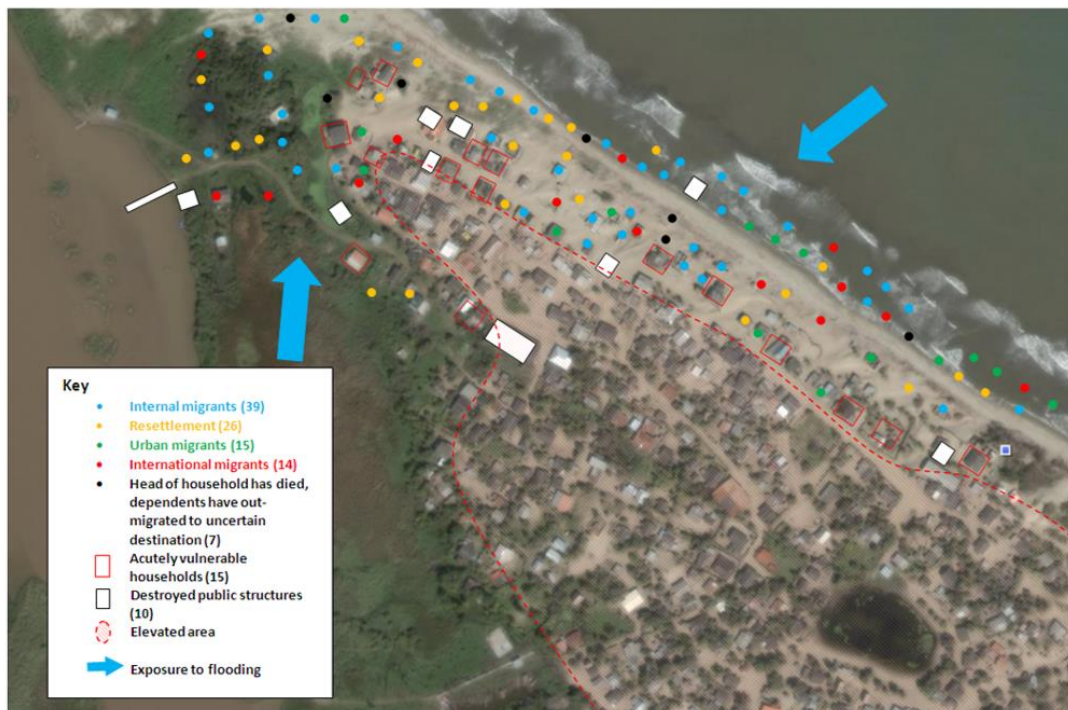 Key
Internal migrants (39)
Resettlement (26)
Urban migrants (15)
International migrants (14)
Head of household has died,
dependents have out-
migrated to uncertain
destination (7)
Acutely vulnerable
households (15)
Destroyed public structures
(10)
Elevated area
Exposure to flooding